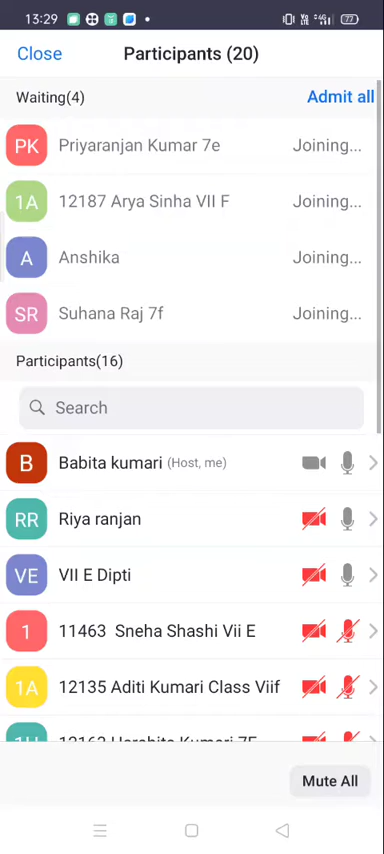 13:29
77
Close
Participants (20)
Waiting(4)
Admit all
PK Priyaranjan Kumar 7e Joining...
1A 12187 Arya Sinha VII F Joining...
A Anshika Joining...
SR Suhana Raj 7f Joining...
Participants(16)
Search
B Babita kumari (Host, me)
RR Riya ranjan
VE VII E Dipti
1 11463 Sneha Shashi Vii E
1A 12135 Aditi Kumari Class Viif
Mute All